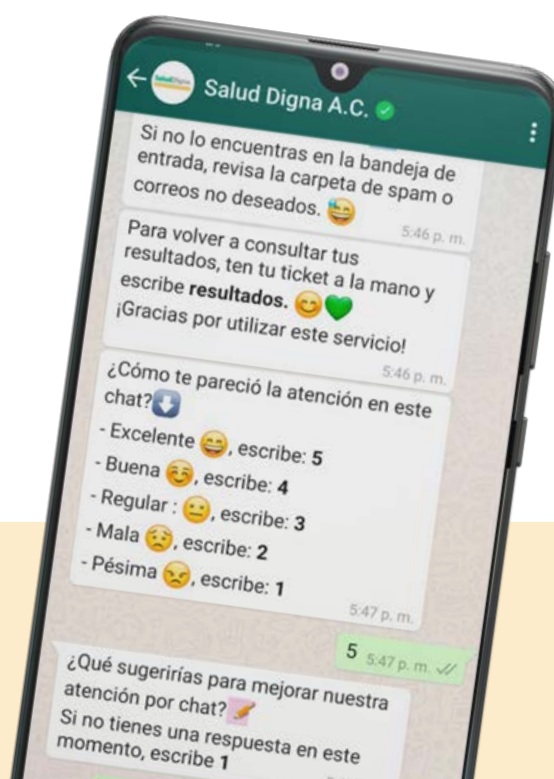 Salud Digna A.C.
Si no lo encuentras en la bandeja de
entrada, revisa la carpeta de spam o
correos no deseados. 😅
5:46 p. m.
Para volver a consultar tus
resultados, ten tu ticket a la mano y
escribe resultados. 😊💚
¡Gracias por utilizar este servicio!
5:46 p. m.
¿Cómo te pareció la atención en este
chat?⬇️
- Excelente 😄, escribe: 5
- Buena ☺️, escribe: 4
- Regular : 😐, escribe: 3
- Mala 😟, escribe: 2
- Pésima 😠, escribe: 1
5:47 p. m.
5 5:47 p. m.
¿Qué sugerirías para mejorar nuestra
atención por chat?📝
Si no tienes una respuesta en este
momento, escribe 1